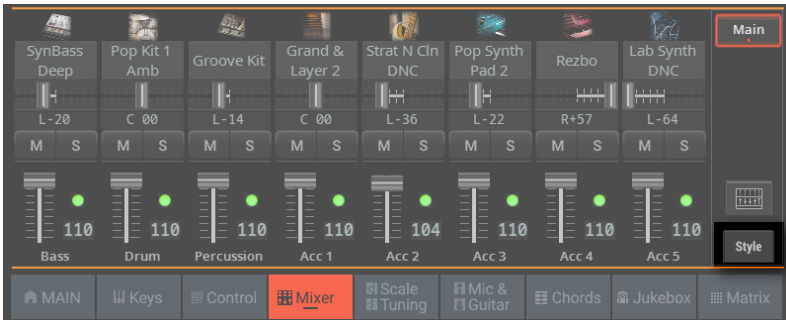 SynBass Deep
Pop Kit 1 Amb
Groove Kit
Grand & Layer 2
Strat N Cln DNC
Pop Synth Pad 2
Rezbo
Lab Synth DNC
Main
L-20 C 00 L-14 C 00 L-36 L-22 R+57 L-64
M S M S M S M S M S M S M S M S
110 110 110 110 104 110 110 110
Bass Drum Percussion Acc 1 Acc 2 Acc 3 Acc 4 Acc 5
Style
MAIN Keys Control Mixer Scale Tuning Mic & Guitar Chords Jukebox Matrix